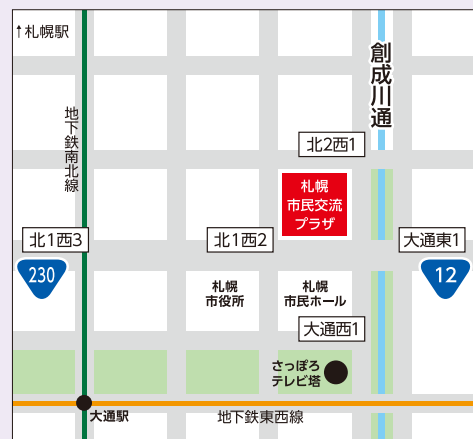 ↑札幌駅
創成川通
地下鉄南北線
北2西1
札幌
市民交流
プラザ
北1西3
北1西2
大通東1
230
12
札幌
市役所
札幌
市民ホール
大通西1
さっぽろ
テレビ塔
大通駅
地下鉄東西線